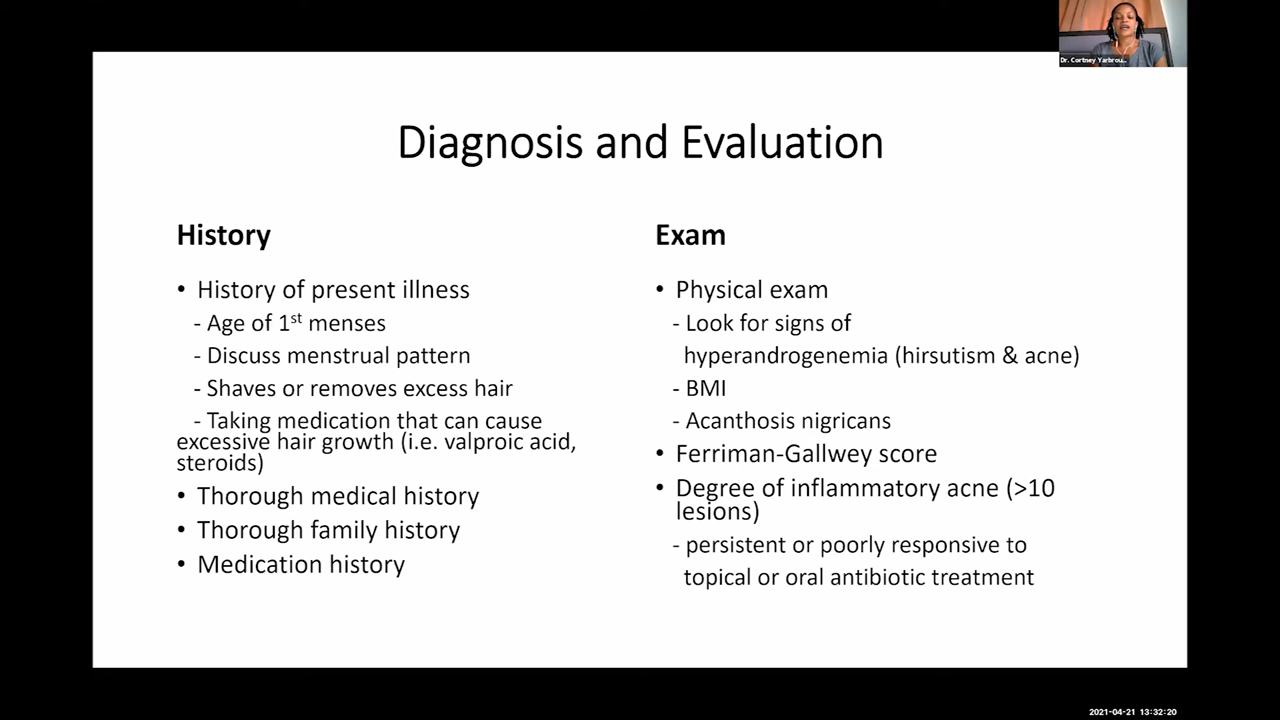 Dr. Cortney Yarbrou...
Diagnosis and Evaluation
History
• History of present illness
- Age of 1st menses
- Discuss menstrual pattern
- Shaves or removes excess hair
- Taking medication that can cause
excessive hair growth (i.e. valproic acid,
steroids)
• Thorough medical history
• Thorough family history
• Medication history
Exam
• Physical exam
- Look for signs of
hyperandrogenemia (hirsutism & acne)
- BMI
- Acanthosis nigricans
• Ferriman-Gallwey score
• Degree of inflammatory acne (>10
lesions)
- persistent or poorly responsive to
topical or oral antibiotic treatment
2021-04-21 13:32:20